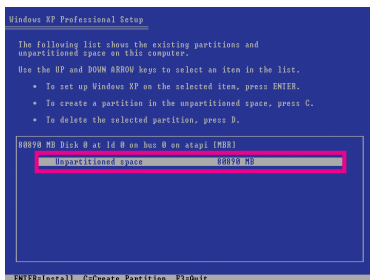 Windows XP Professional Setup
The following list shows the existing partitions and
unpartitioned space on this computer.
Use the UP and DOWN ARROW keys to select an item in the list.
• To set up Windows XP on the selected item, press ENTER.
• To create a partition in the unpartitioned space, press C.
• To delete the selected partition, press D.
80890 MB Disk 0 at Id 0 on bus 0 on atapi [MBR]
Unpartitioned space 80890 MB
ENTER=Install C=Create Partition F3=Quit